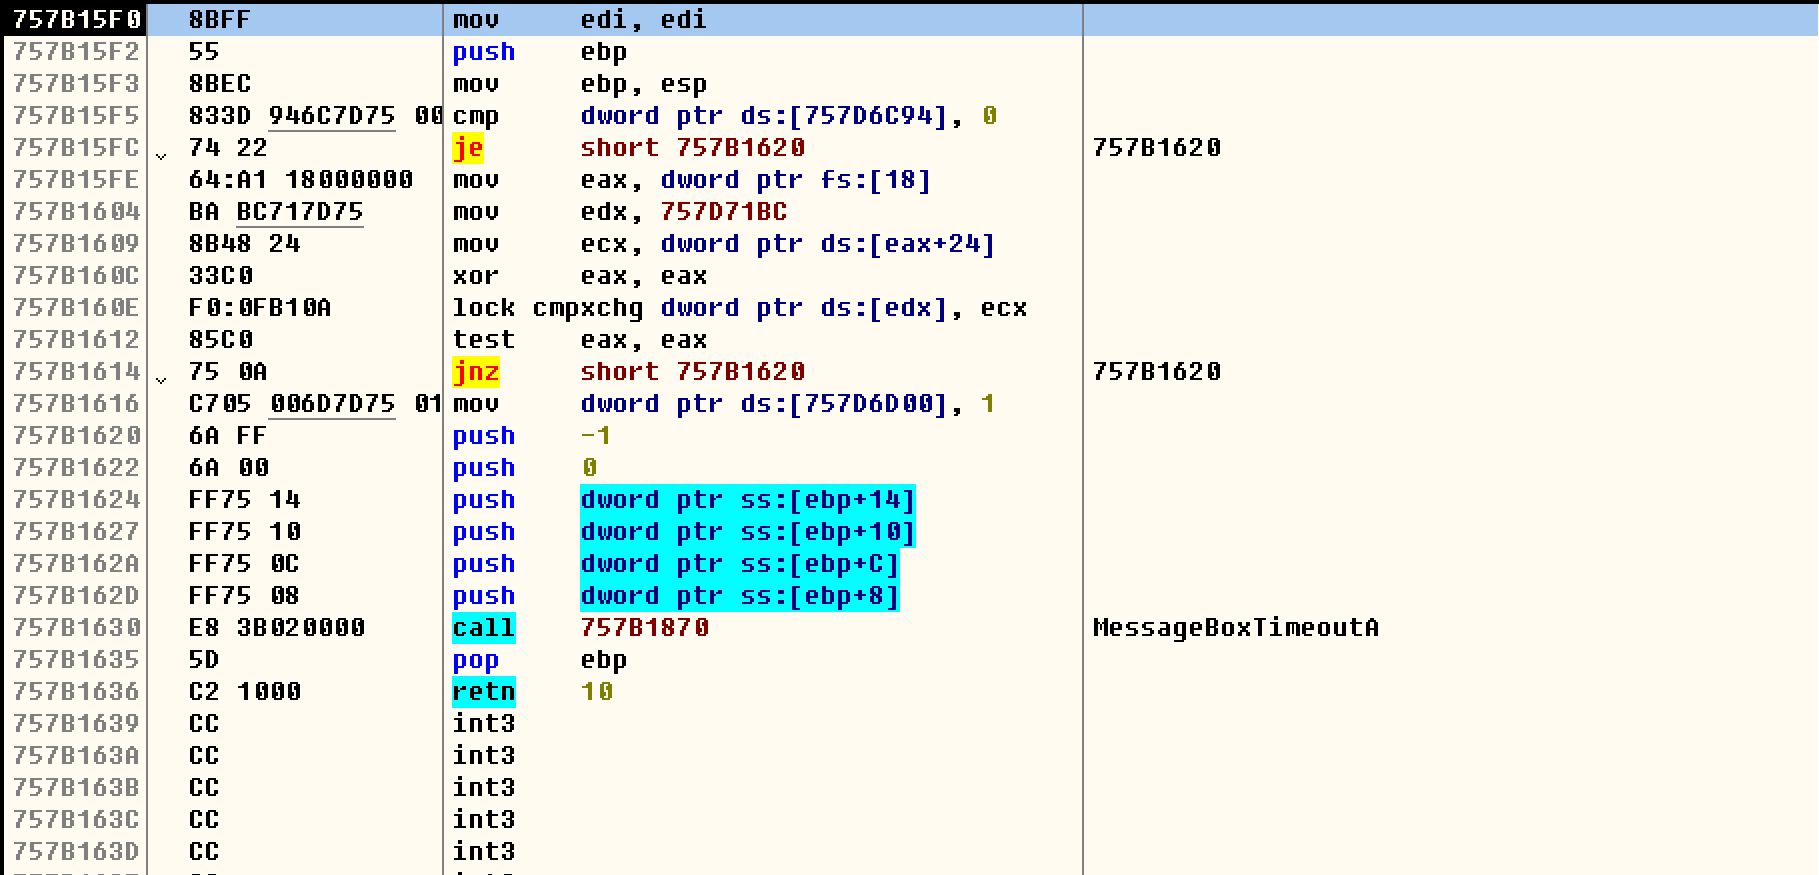 757B15F0 8BFF mov edi, edi
757B15F2 55 push ebp
757B15F3 8BEC mov ebp, esp
757B15F5 833D 946C7D75 00 cmp dword ptr ds:[757D6C94], 0
757B15FC 74 22 je short 757B1620 757B1620
757B15FE 64:A1 18000000 mov eax, dword ptr fs:[18]
757B1604 BA BC717D75 mov edx, 757D71BC
757B1609 8B48 24 mov ecx, dword ptr ds:[eax+24]
757B160C 33C0 xor eax, eax
757B160E F0:0FB10A lock cmpxchg dword ptr ds:[edx], ecx
757B1612 85C0 test eax, eax
757B1614 75 0A jnz short 757B1620 757B1620
757B1616 C705 006D7D75 01 mov dword ptr ds:[757D6D00], 1
757B1620 6A FF push -1
757B1622 6A 00 push 0
757B1624 FF75 14 push dword ptr ss:[ebp+14]
757B1627 FF75 10 push dword ptr ss:[ebp+10]
757B162A FF75 0C push dword ptr ss:[ebp+C]
757B162D FF75 08 push dword ptr ss:[ebp+8]
757B1630 E8 3B020000 call 757B1870 MessageBoxTimeoutA
757B1635 5D pop ebp
757B1636 C2 1000 retn 10
757B1639 CC int3
757B163A CC int3
757B163B CC int3
757B163C CC int3
757B163D CC int3